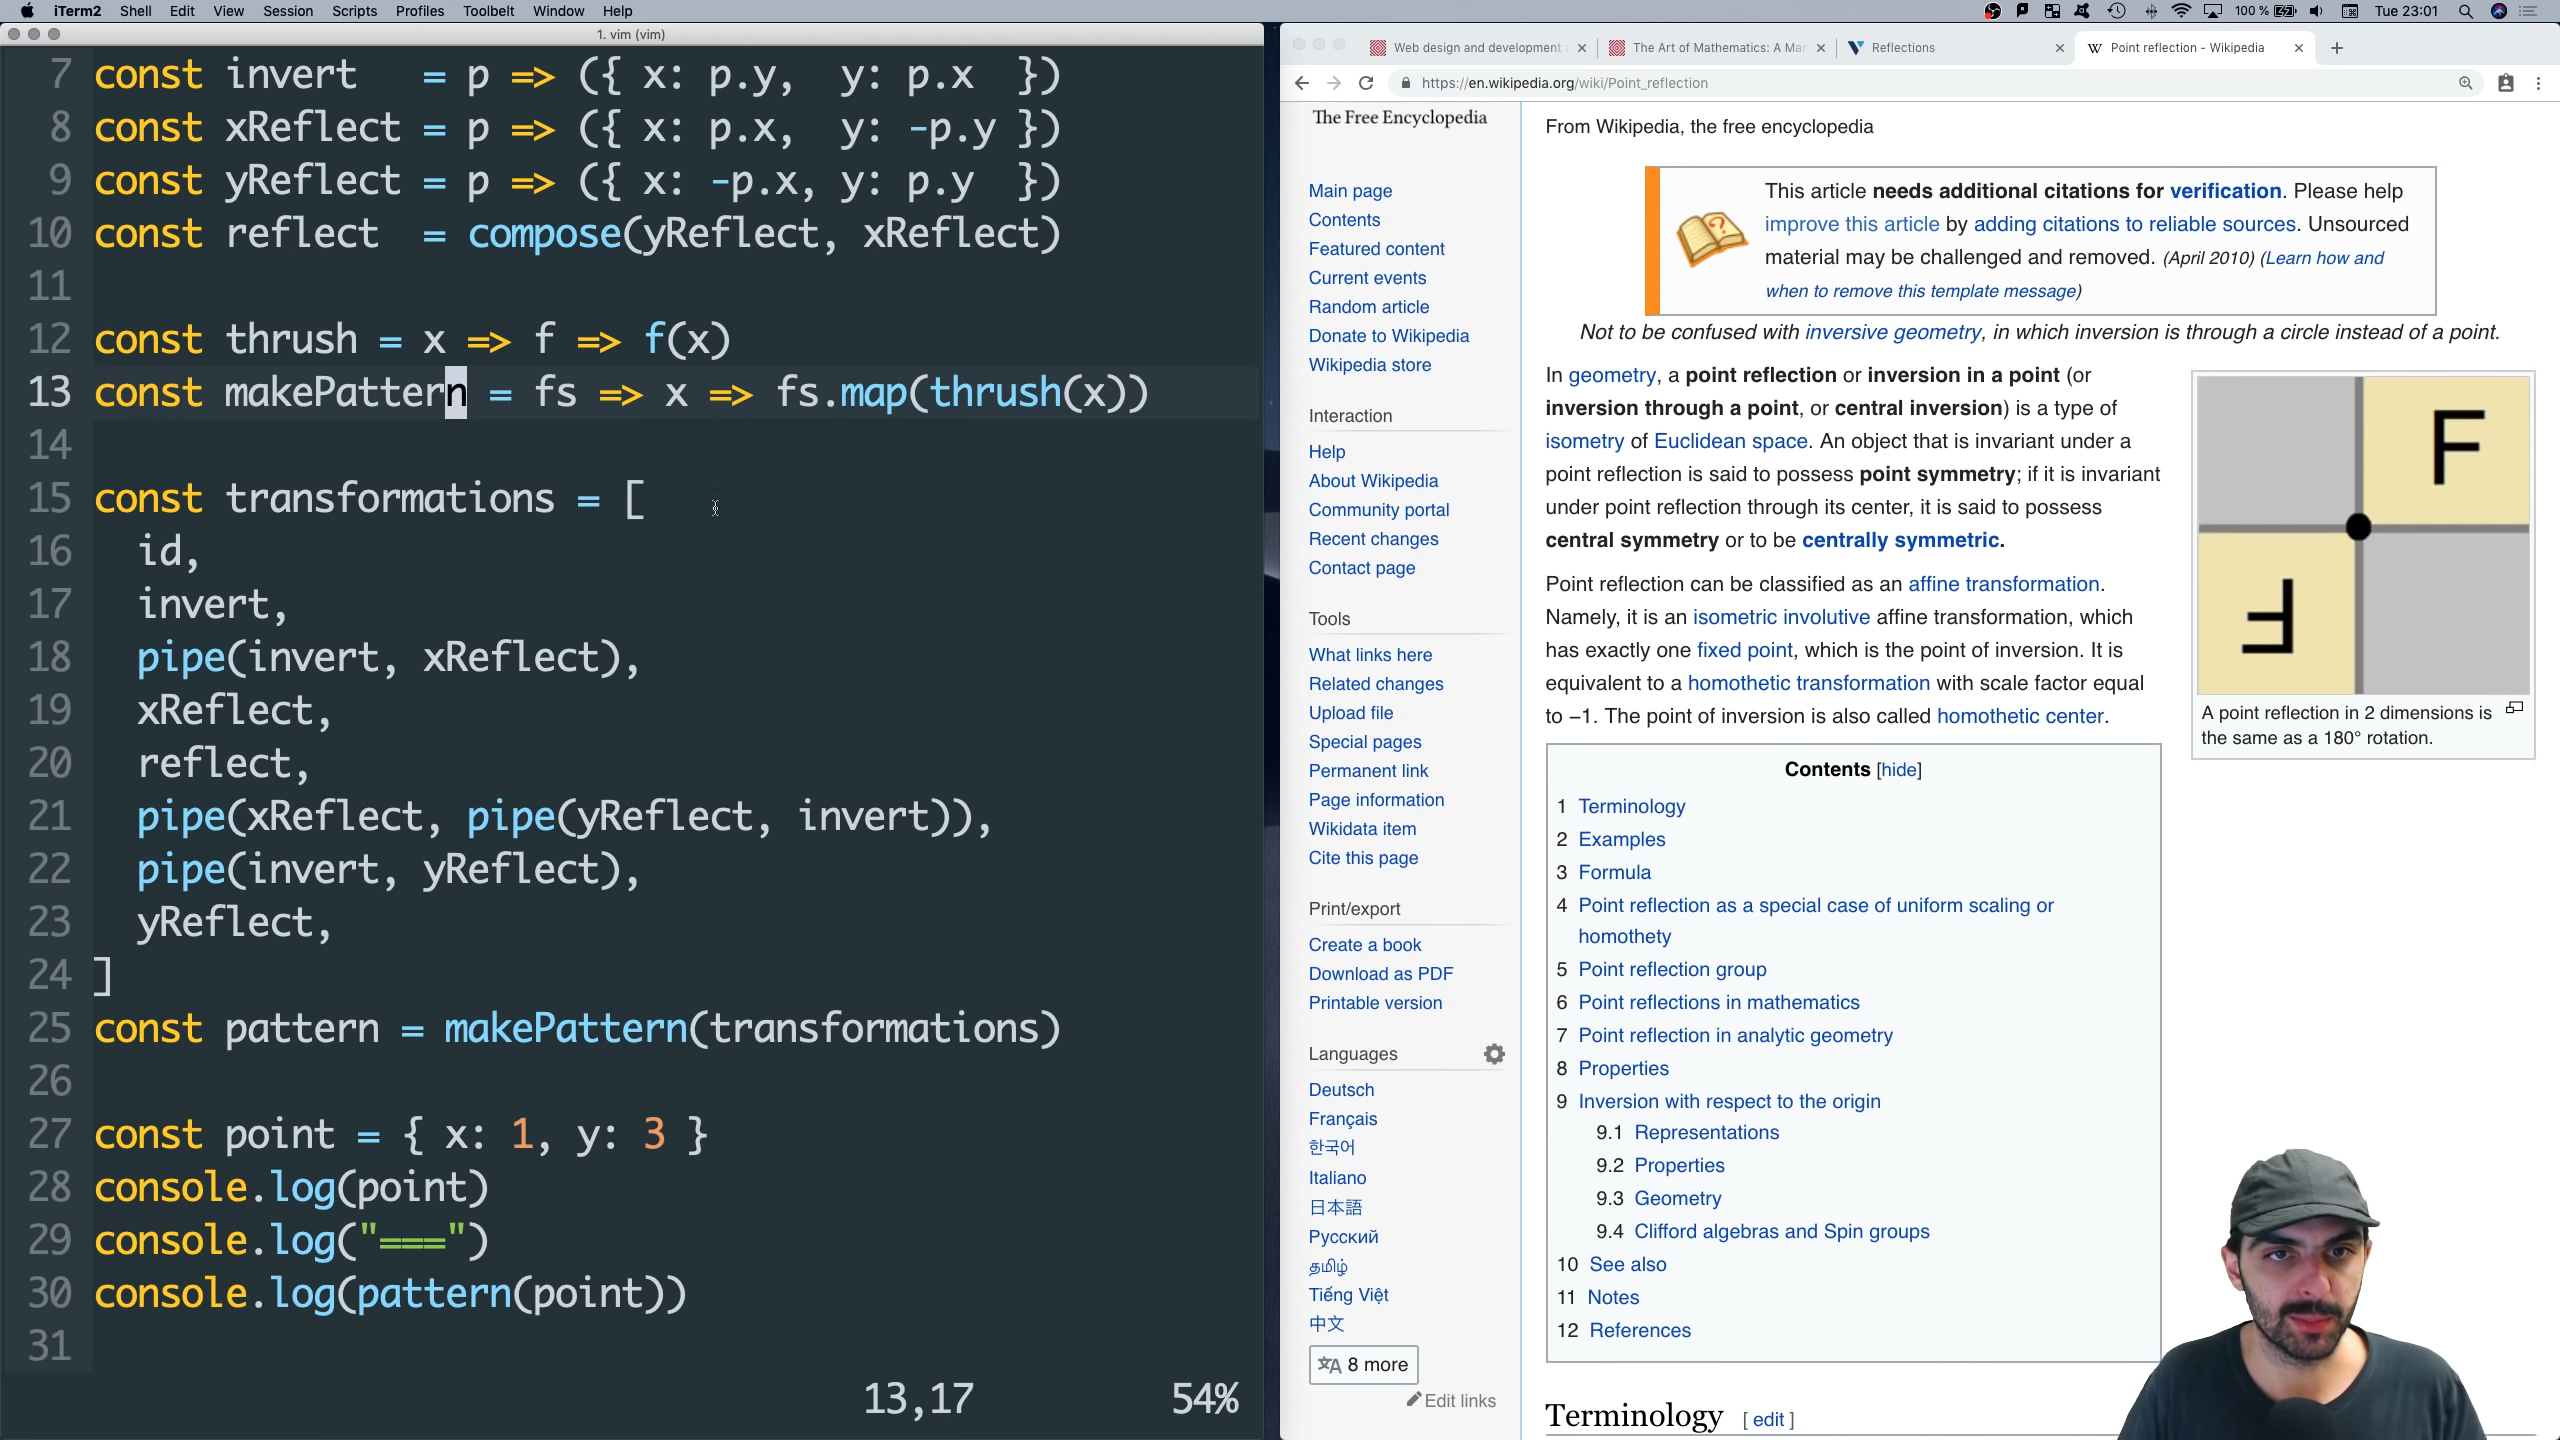 iTerm2 Shell Edit View Session Scripts Profiles Toolbelt Window Help
100 % Tue 23:01
1. vim (vim)
7 const invert   = p => ({ x: p.y,  y: p.x  })
8 const xReflect = p => ({ x: p.x,  y: -p.y })
9 const yReflect = p => ({ x: -p.x, y: p.y  })
10 const reflect  = compose(yReflect, xReflect)
11
12 const thrush = x => f => f(x)
13 const makePattern = fs => x => fs.map(thrush(x))
14
15 const transformations = [
16   id,
17   invert,
18   pipe(invert, xReflect),
19   xReflect,
20   reflect,
21   pipe(xReflect, pipe(yReflect, invert)),
22   pipe(invert, yReflect),
23   yReflect,
24 ]
25 const pattern = makePattern(transformations)
26
27 const point = { x: 1, y: 3 }
28 console.log(point)
29 console.log("===")
30 console.log(pattern(point))
31
13,17 54%
Web design and development
The Art of Mathematics: A Ma
Reflections
Point reflection - Wikipedia
https://en.wikipedia.org/wiki/Point_reflection
The Free Encyclopedia
Main page
Contents
Featured content
Current events
Random article
Donate to Wikipedia
Wikipedia store
Interaction
Help
About Wikipedia
Community portal
Recent changes
Contact page
Tools
What links here
Related changes
Upload file
Special pages
Permanent link
Page information
Wikidata item
Cite this page
Print/export
Create a book
Download as PDF
Printable version
Languages
Deutsch
Français
한국어
Italiano
日本語
Русский
தமிழ்
Tiếng Việt
中文
8 more
Edit links
From Wikipedia, the free encyclopedia
This article needs additional citations for verification. Please help
improve this article by adding citations to reliable sources. Unsourced
material may be challenged and removed. (April 2010) (Learn how and
when to remove this template message)
Not to be confused with inversive geometry, in which inversion is through a circle instead of a point.
In geometry, a point reflection or inversion in a point (or
inversion through a point, or central inversion) is a type of
isometry of Euclidean space. An object that is invariant under a
point reflection is said to possess point symmetry; if it is invariant
under point reflection through its center, it is said to possess
central symmetry or to be centrally symmetric.
Point reflection can be classified as an affine transformation.
Namely, it is an isometric involutive affine transformation, which
has exactly one fixed point, which is the point of inversion. It is
equivalent to a homothetic transformation with scale factor equal
to −1. The point of inversion is also called homothetic center.
F
F
A point reflection in 2 dimensions is
the same as a 180° rotation.
Contents [hide]
1 Terminology
2 Examples
3 Formula
4 Point reflection as a special case of uniform scaling or
homothety
5 Point reflection group
6 Point reflections in mathematics
7 Point reflection in analytic geometry
8 Properties
9 Inversion with respect to the origin
9.1 Representations
9.2 Properties
9.3 Geometry
9.4 Clifford algebras and Spin groups
10 See also
11 Notes
12 References
Terminology [ edit ]